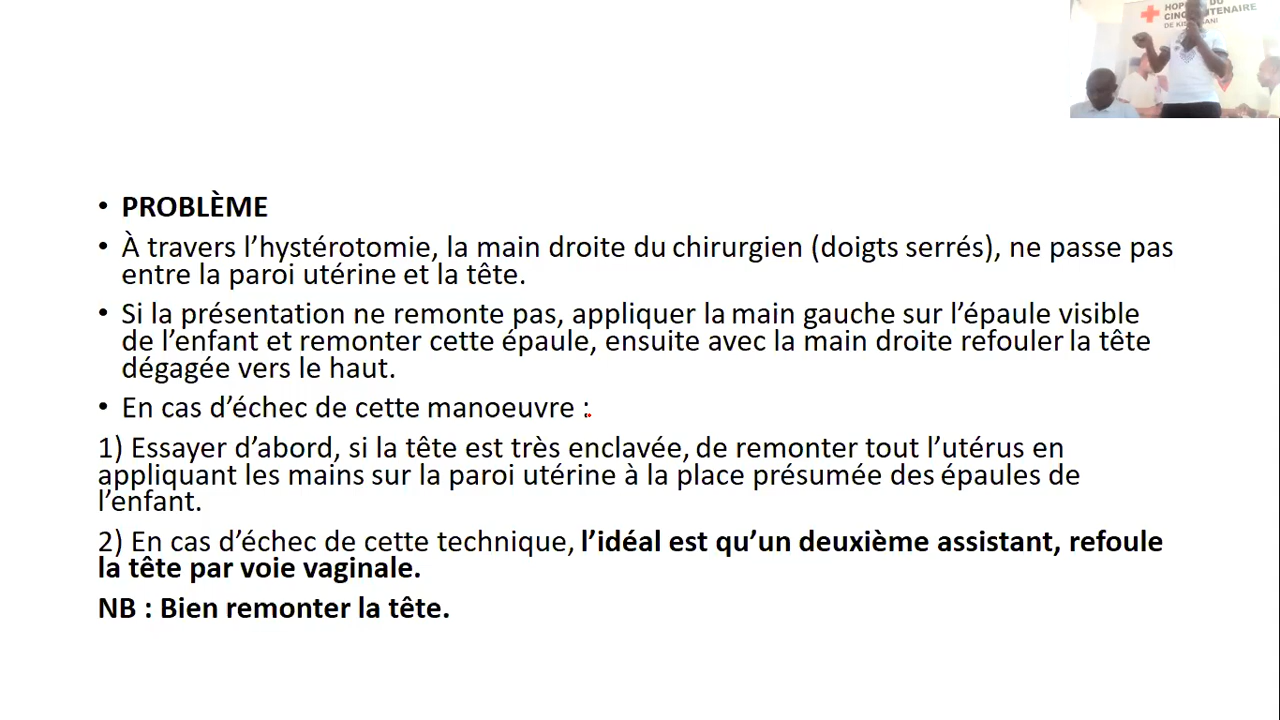 HOPITAL DU
CINQUANTENAIRE
DE KISANGANI
• PROBLÈME
• À travers l’hystérotomie, la main droite du chirurgien (doigts serrés), ne passe pas
entre la paroi utérine et la tête.
• Si la présentation ne remonte pas, appliquer la main gauche sur l’épaule visible
de l’enfant et remonter cette épaule, ensuite avec la main droite refouler la tête
dégagée vers le haut.
• En cas d’échec de cette manoeuvre :
1) Essayer d’abord, si la tête est très enclavée, de remonter tout l’utérus en
appliquant les mains sur la paroi utérine à la place présumée des épaules de
l’enfant.
2) En cas d’échec de cette technique, l’idéal est qu’un deuxième assistant, refoule
la tête par voie vaginale.
NB : Bien remonter la tête.